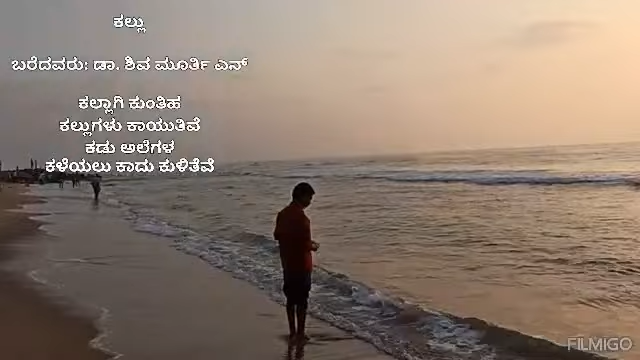 ಕಲ್ಲು
ಬರೆದವರು: ಡಾ. ಶಿವ ಮೂರ್ತಿ ಎನ್
ಕಲ್ಲಾಗಿ ಕುಂತಿಹ
ಕಲ್ಲುಗಳು ಕಾಯುತಿವೆ
ಕಡು ಅಲೆಗಳ
ಕಳೆಯಲು ಕಾದು ಕುಳಿತಿವೆ
FILMIGO